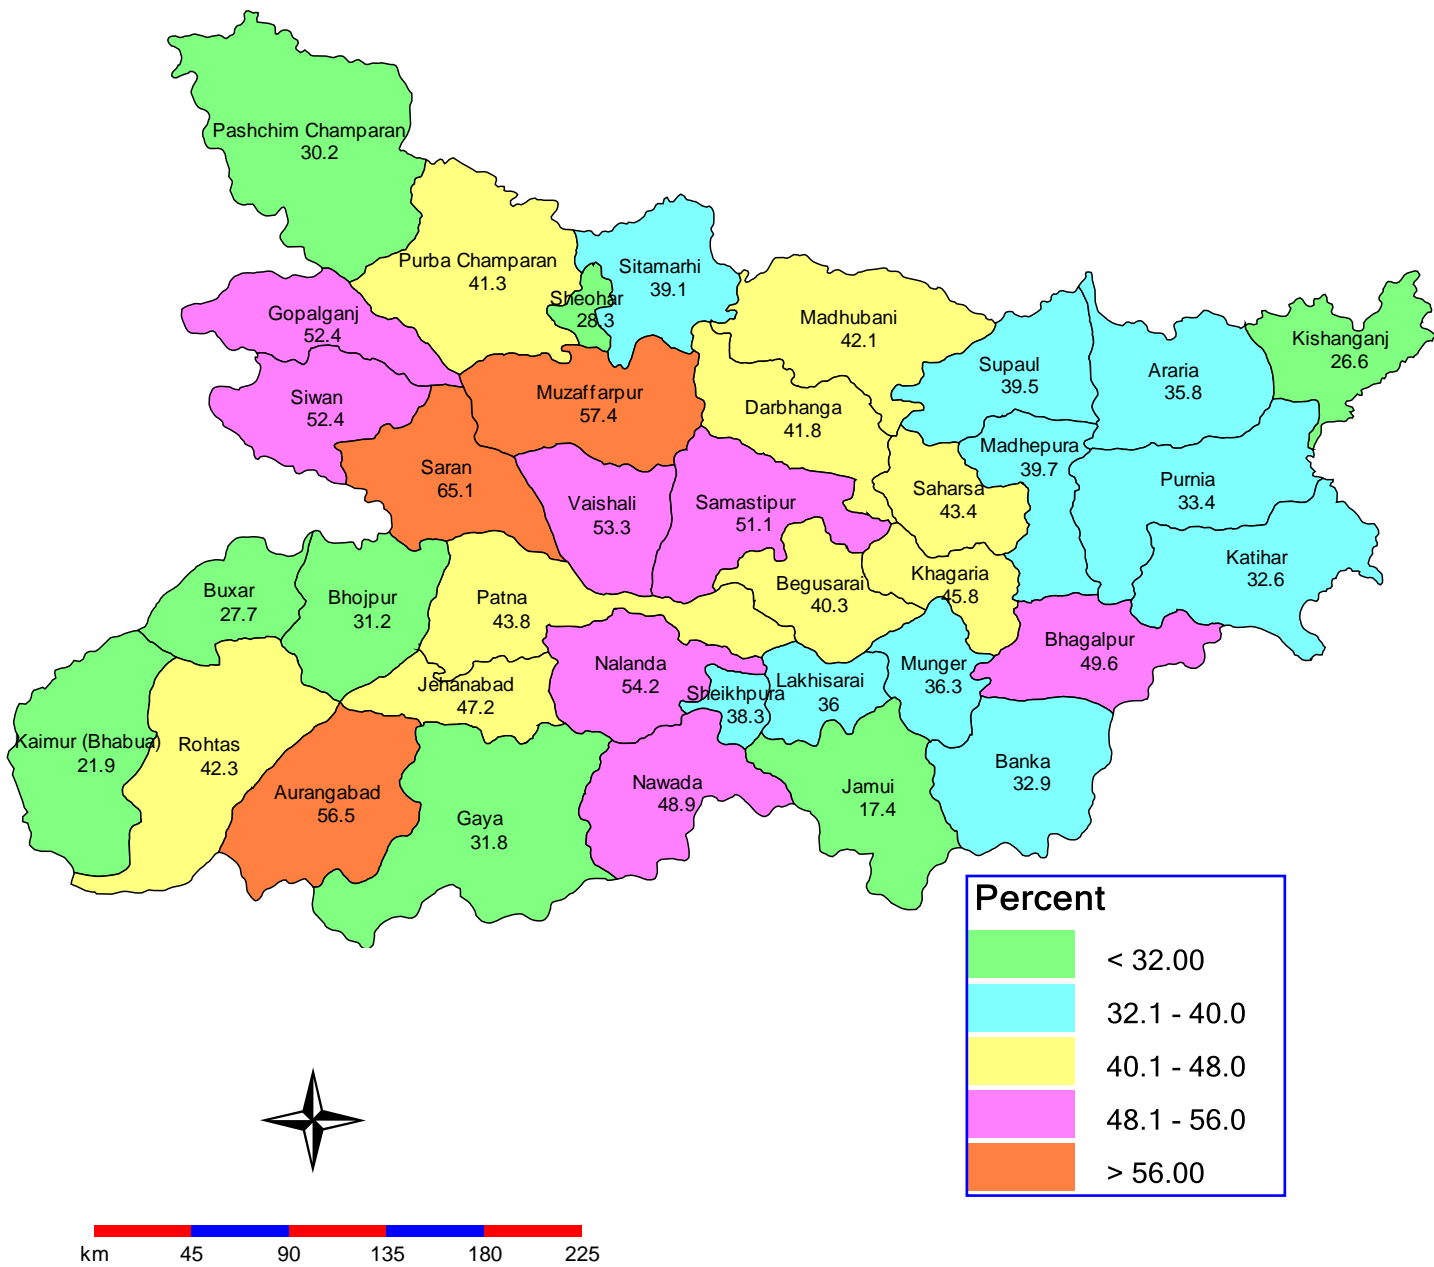 Pashchim Champaran
30.2
Purba Champaran
41.3
Sheohar
28.3
Sitamarhi
39.1
Gopalganj
52.4
Siwan
52.4
Saran
65.1
Muzaffarpur
57.4
Madhubani
42.1
Darbhanga
41.8
Supaul
39.5
Araria
35.8
Kishanganj
26.6
Madhepura
39.7
Saharsa
43.4
Purnia
33.4
Katihar
32.6
Vaishali
53.3
Samastipur
51.1
Begusarai
40.3
Khagaria
45.8
Buxar
27.7
Bhojpur
31.2
Patna
43.8
Nalanda
54.2
Jehanabad
47.2
Sheikhpura
38.3
Lakhisarai
36
Munger
36.3
Bhagalpur
49.6
Kaimur (Bhabua)
21.9
Rohtas
42.3
Aurangabad
56.5
Gaya
31.8
Nawada
48.9
Jamui
17.4
Banka
32.9
Percent
< 32.00
32.1 - 40.0
40.1 - 48.0
48.1 - 56.0
> 56.00
km 45 90 135 180 225